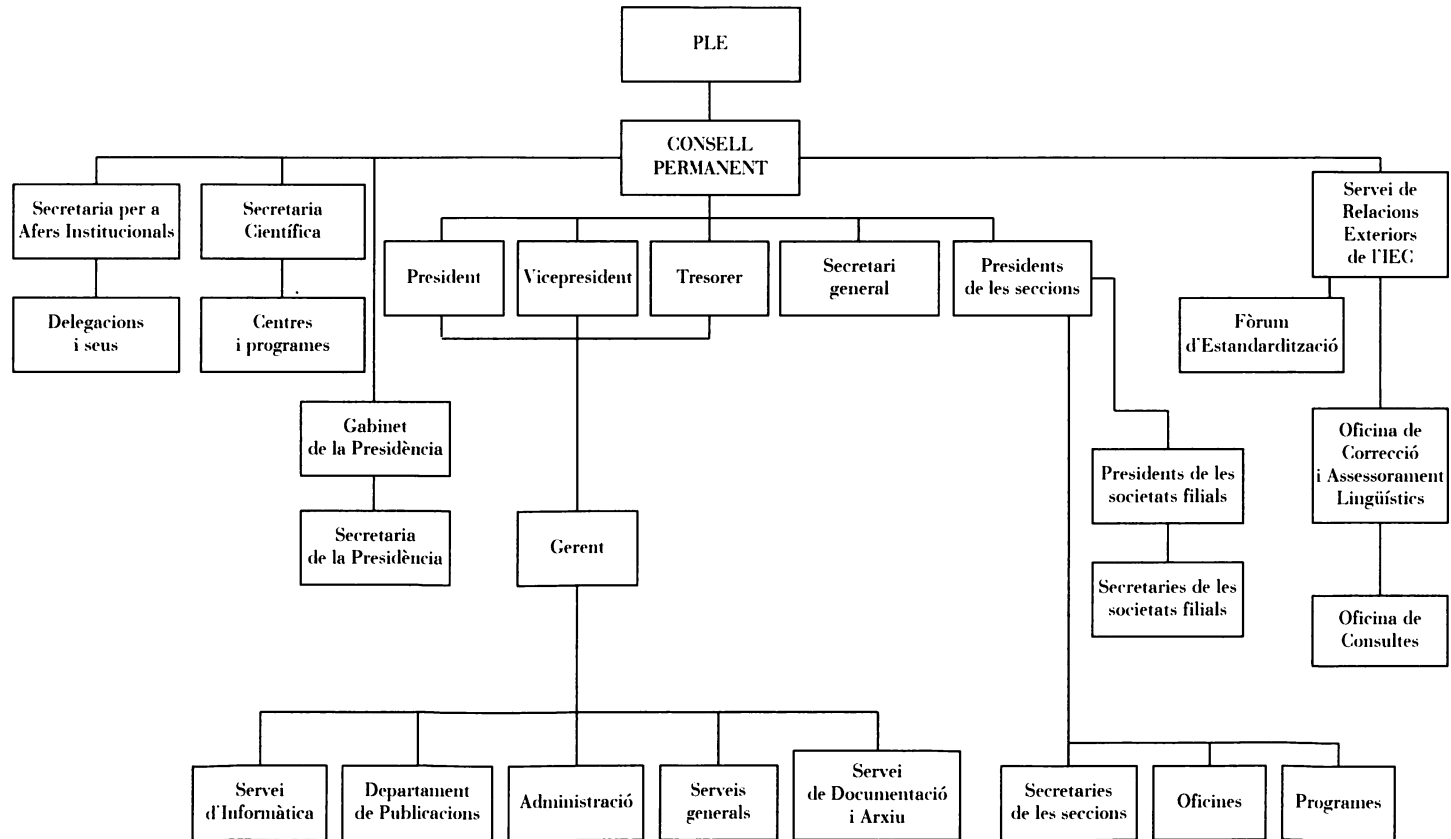 PLE
CONSELL
PERMANENT
Secretaria per a
Afers Institucionals
Secretaria
Científica
Servei de
Relacions
Exteriors
de l'IEC
President
Vicepresident
Tresorer
Secretari
general
Presidents
de les seccions
Delegacions
i seus
Centres
i programes
Fòrum
d'Estandardització
Gabinet
de la Presidència
Oficina de
Correcció
i Assessorament
Lingüístics
Presidents de les
societats filials
Secretaria
de la Presidència
Gerent
Secretaries de les
societats filials
Oficina de
Consultes
Servei
d'Informàtica
Departament
de Publicacions
Administració
Serveis
generals
Servei
de Documentació
i Arxiu
Secretaries
de les seccions
Oficines
Programes